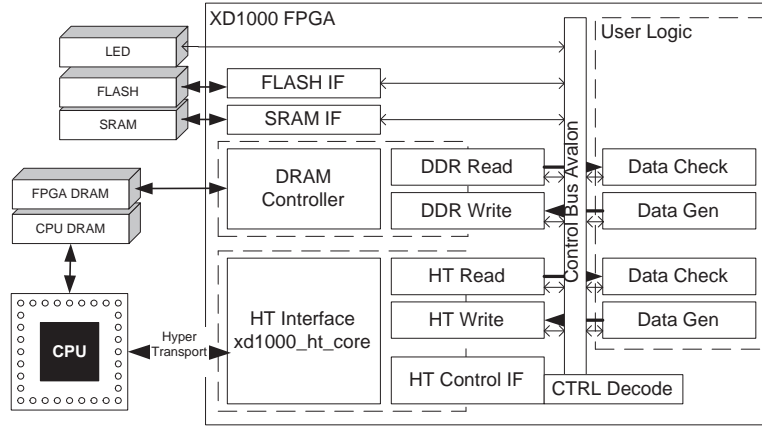 XD1000 FPGA
User Logic
LED
FLASH
SRAM
FLASH IF
SRAM IF
FPGA DRAM
CPU DRAM
DRAM
Controller
DDR Read
DDR Write
Control Bus Avalon
Data Check
Data Gen
HT Read
HT Write
Data Check
Data Gen
CPU
Hyper
Transport
HT Interface
xd1000_ht_core
HT Control IF
CTRL Decode